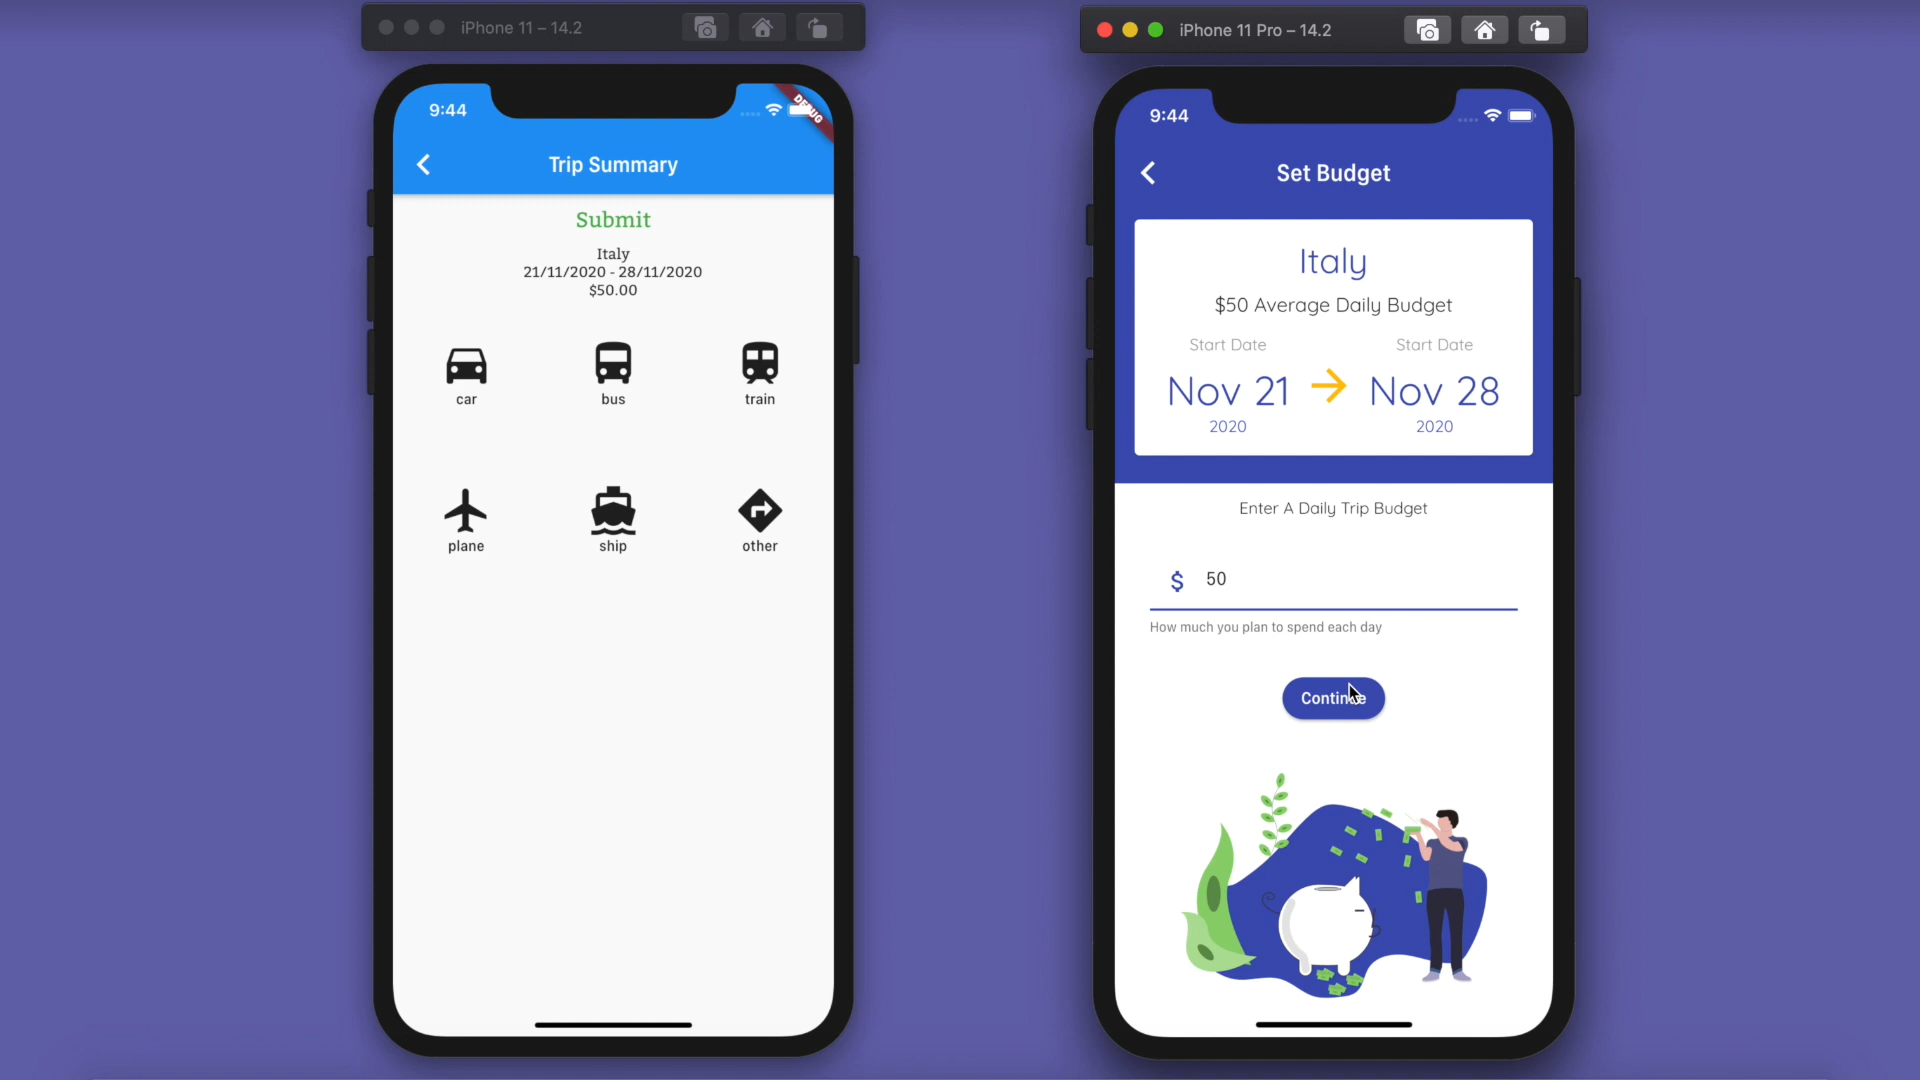 iPhone 11 – 14.2
9:44
DEBUG
Trip Summary
Submit
Italy
21/11/2020 - 28/11/2020
$50.00
car
bus
train
plane
ship
other
iPhone 11 Pro – 14.2
9:44
Set Budget
Italy
$50 Average Daily Budget
Start Date
Start Date
Nov 21
Nov 28
2020
2020
Enter A Daily Trip Budget
$ 50
How much you plan to spend each day
Continue